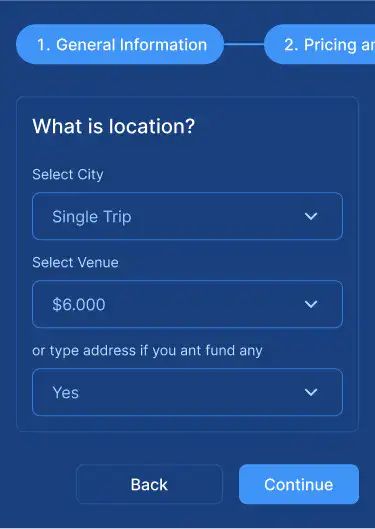 1. General Information
2. Pricing
What is location?
Select City
Single Trip
Select Venue
$6.000
or type address if you ant fund any
Yes
Back
Continue